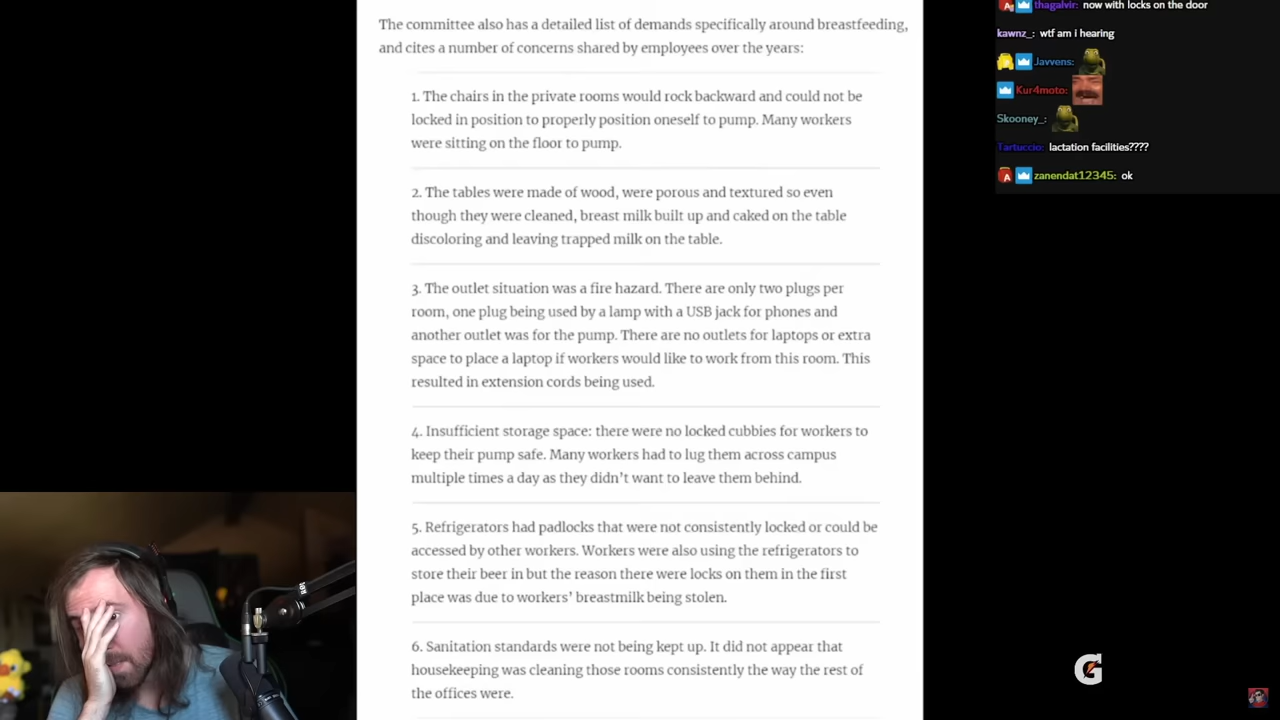 The committee also has a detailed list of demands specifically around breastfeeding,
and cites a number of concerns shared by employees over the years:
1. The chairs in the private rooms would rock backward and could not be
locked in position to properly position oneself to pump. Many workers
were sitting on the floor to pump.
2. The tables were made of wood, were porous and textured so even
though they were cleaned, breast milk built up and caked on the table
discoloring and leaving trapped milk on the table.
3. The outlet situation was a fire hazard. There are only two plugs per
room, one plug being used by a lamp with a USB jack for phones and
another outlet was for the pump. There are no outlets for laptops or extra
space to place a laptop if workers would like to work from this room. This
resulted in extension cords being used.
4. Insufficient storage space: there were no locked cubbies for workers to
keep their pump safe. Many workers had to lug them across campus
multiple times a day as they didn’t want to leave them behind.
5. Refrigerators had padlocks that were not consistently locked or could be
accessed by other workers. Workers were also using the refrigerators to
store their beer in but the reason there were locks on them in the first
place was due to workers’ breastmilk being stolen.
6. Sanitation standards were not being kept up. It did not appear that
housekeeping was cleaning those rooms consistently the way the rest of
the offices were.
thagalvir: now with locks on the door
kawnz_: wtf am i hearing
Javvens:
Kur4moto:
Skooney_:
Tartuccio: lactation facilities????
zanendat12345: ok
G